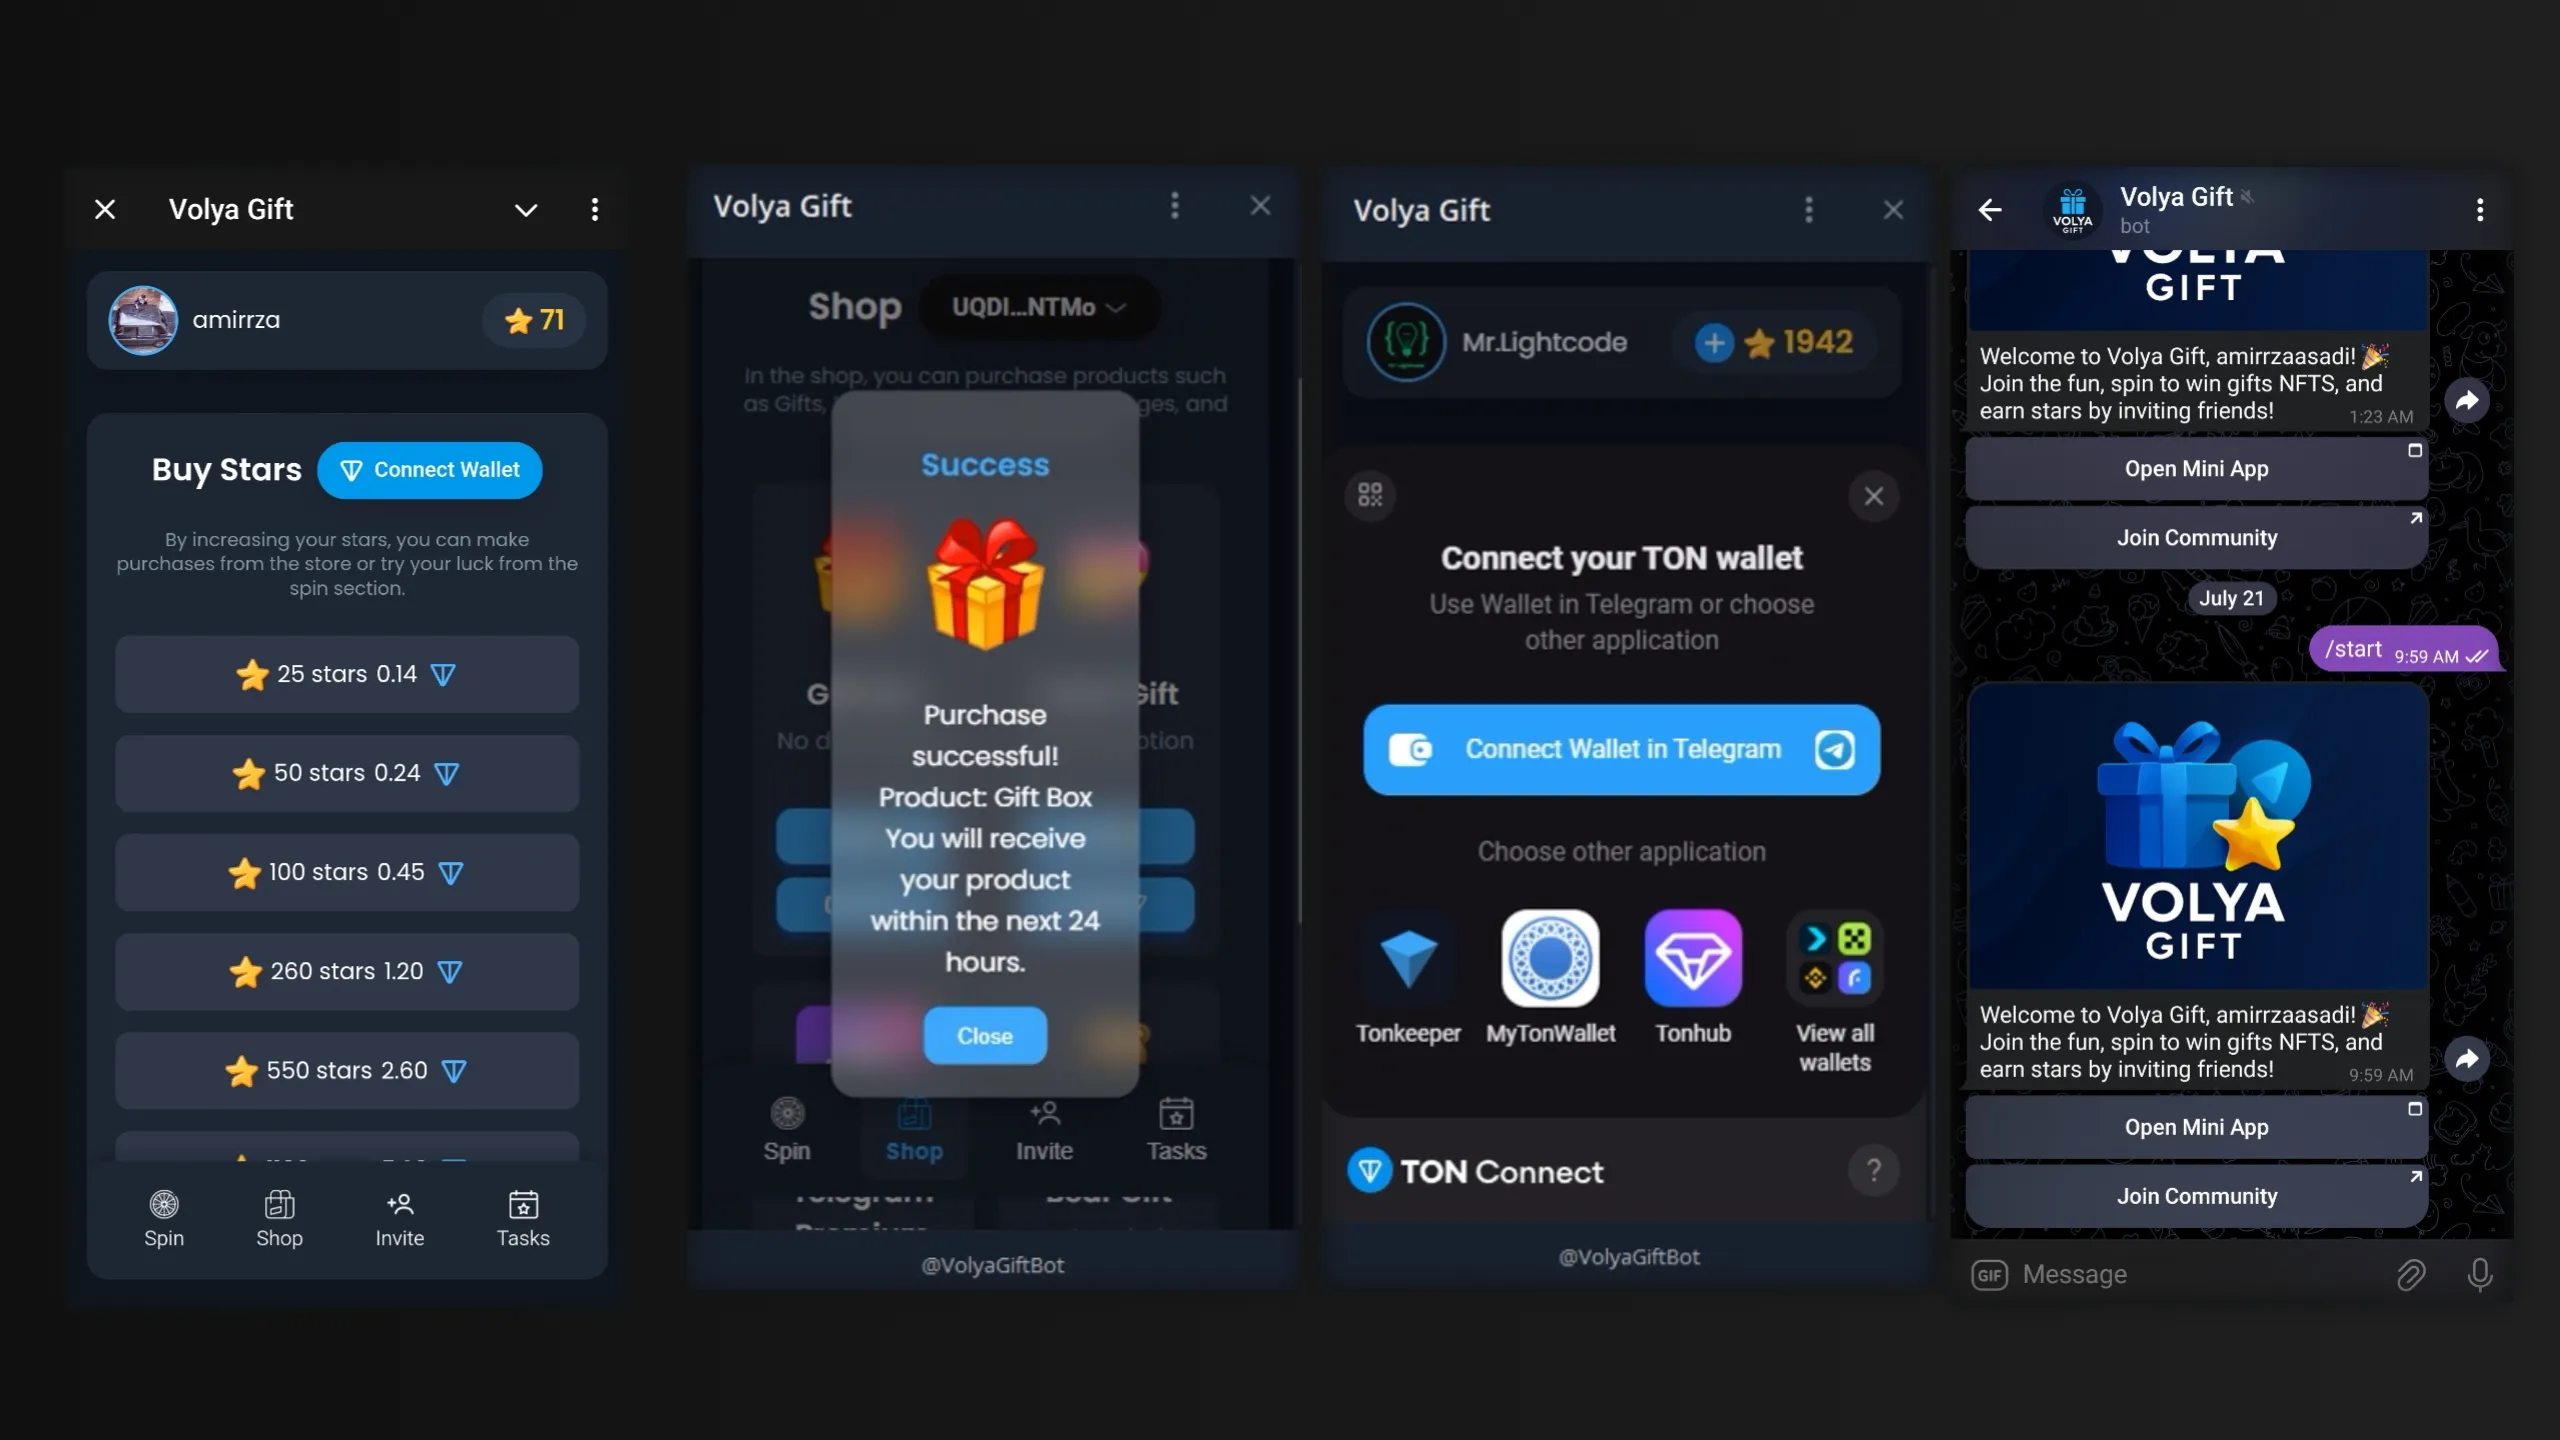 Volya Gift
amirrza
71
Buy Stars
Connect Wallet
By increasing your stars, you can make
purchases from the store or try your luck from the
spin section.
25 stars 0.14
50 stars 0.24
100 stars 0.45
260 stars 1.20
550 stars 2.60
Spin
Shop
Invite
Tasks
Volya Gift
Shop
UQDI...NTMo
In the shop, you can purchase products such
as Gifts,
and
Success
Gift
No
Purchase
successful!
Product: Gift Box
You will receive
your product
within the next 24
hours.
Close
Spin
Shop
Invite
Tasks
Telegram
Bear Gift
Premium
@VolyaGiftBot
Volya Gift
Mr.Lightcode
1942
Connect your TON wallet
Use Wallet in Telegram or choose
other application
Connect Wallet in Telegram
Choose other application
Tonkeeper
MyTonWallet
Tonhub
View all
wallets
TON Connect
?
@VolyaGiftBot
VOLYA
GIFT
Volya Gift
bot
VOLYA
GIFT
Welcome to Volya Gift, amirrzaasadi! 🎉
Join the fun, spin to win gifts NFTS, and
earn stars by inviting friends!
1:23 AM
Open Mini App
Join Community
July 21
/start 9:59 AM
VOLYA
GIFT
Welcome to Volya Gift, amirrzaasadi! 🎉
Join the fun, spin to win gifts NFTS, and
earn stars by inviting friends!
9:59 AM
Open Mini App
Join Community
GIF
Message